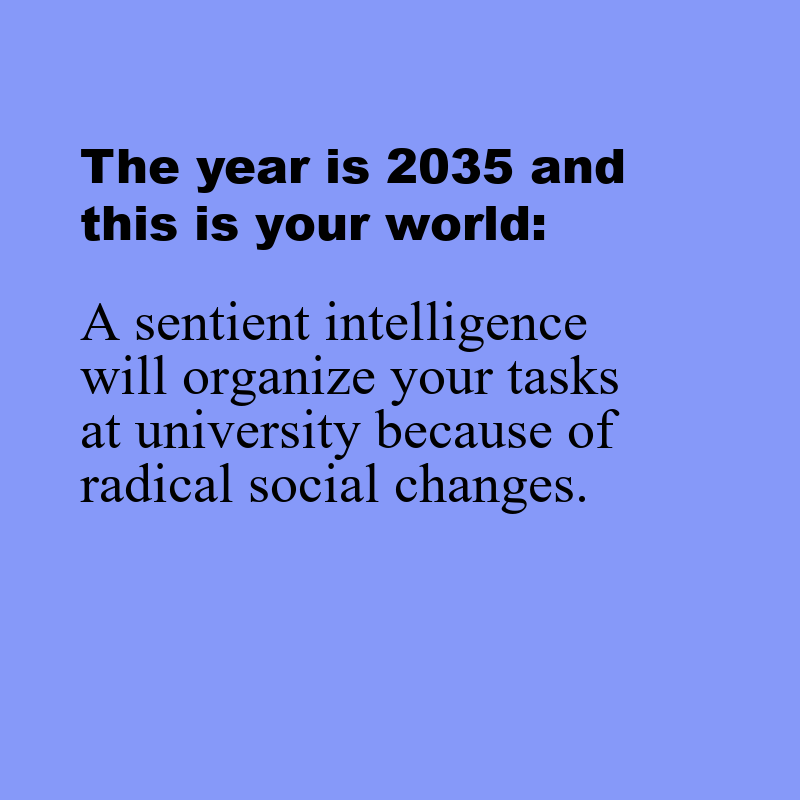 The year is 2035 and
this is your world:
A sentient intelligence
will organize your tasks
at university because of
radical social changes.